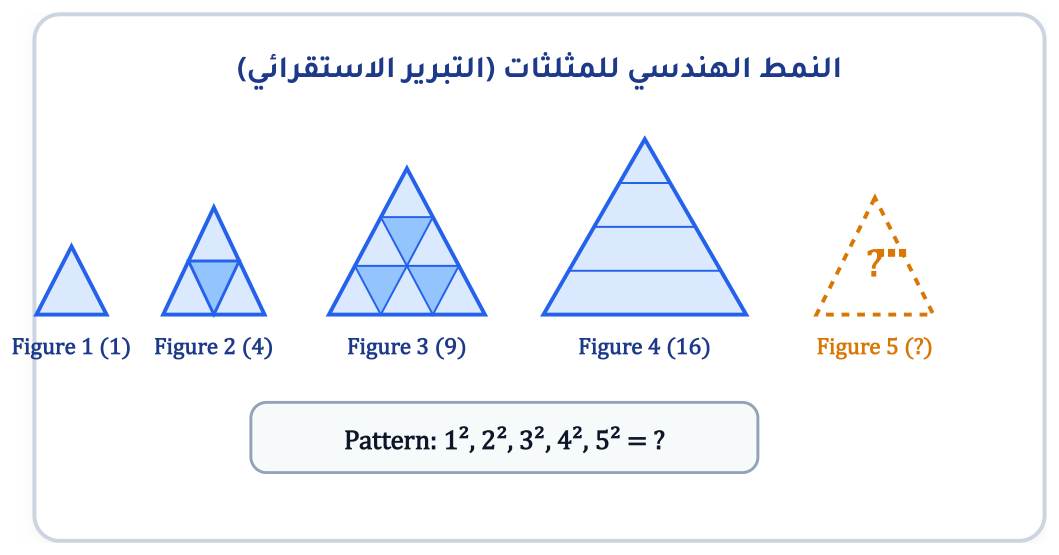 النمط الهندسي للمثلثات (التبرير الاستقرائي)
?
Figure 1 (1) Figure 2 (4) Figure 3 (9) Figure 4 (16) Figure 5 (?)
Pattern: 1², 2², 3², 4², 5² = ?